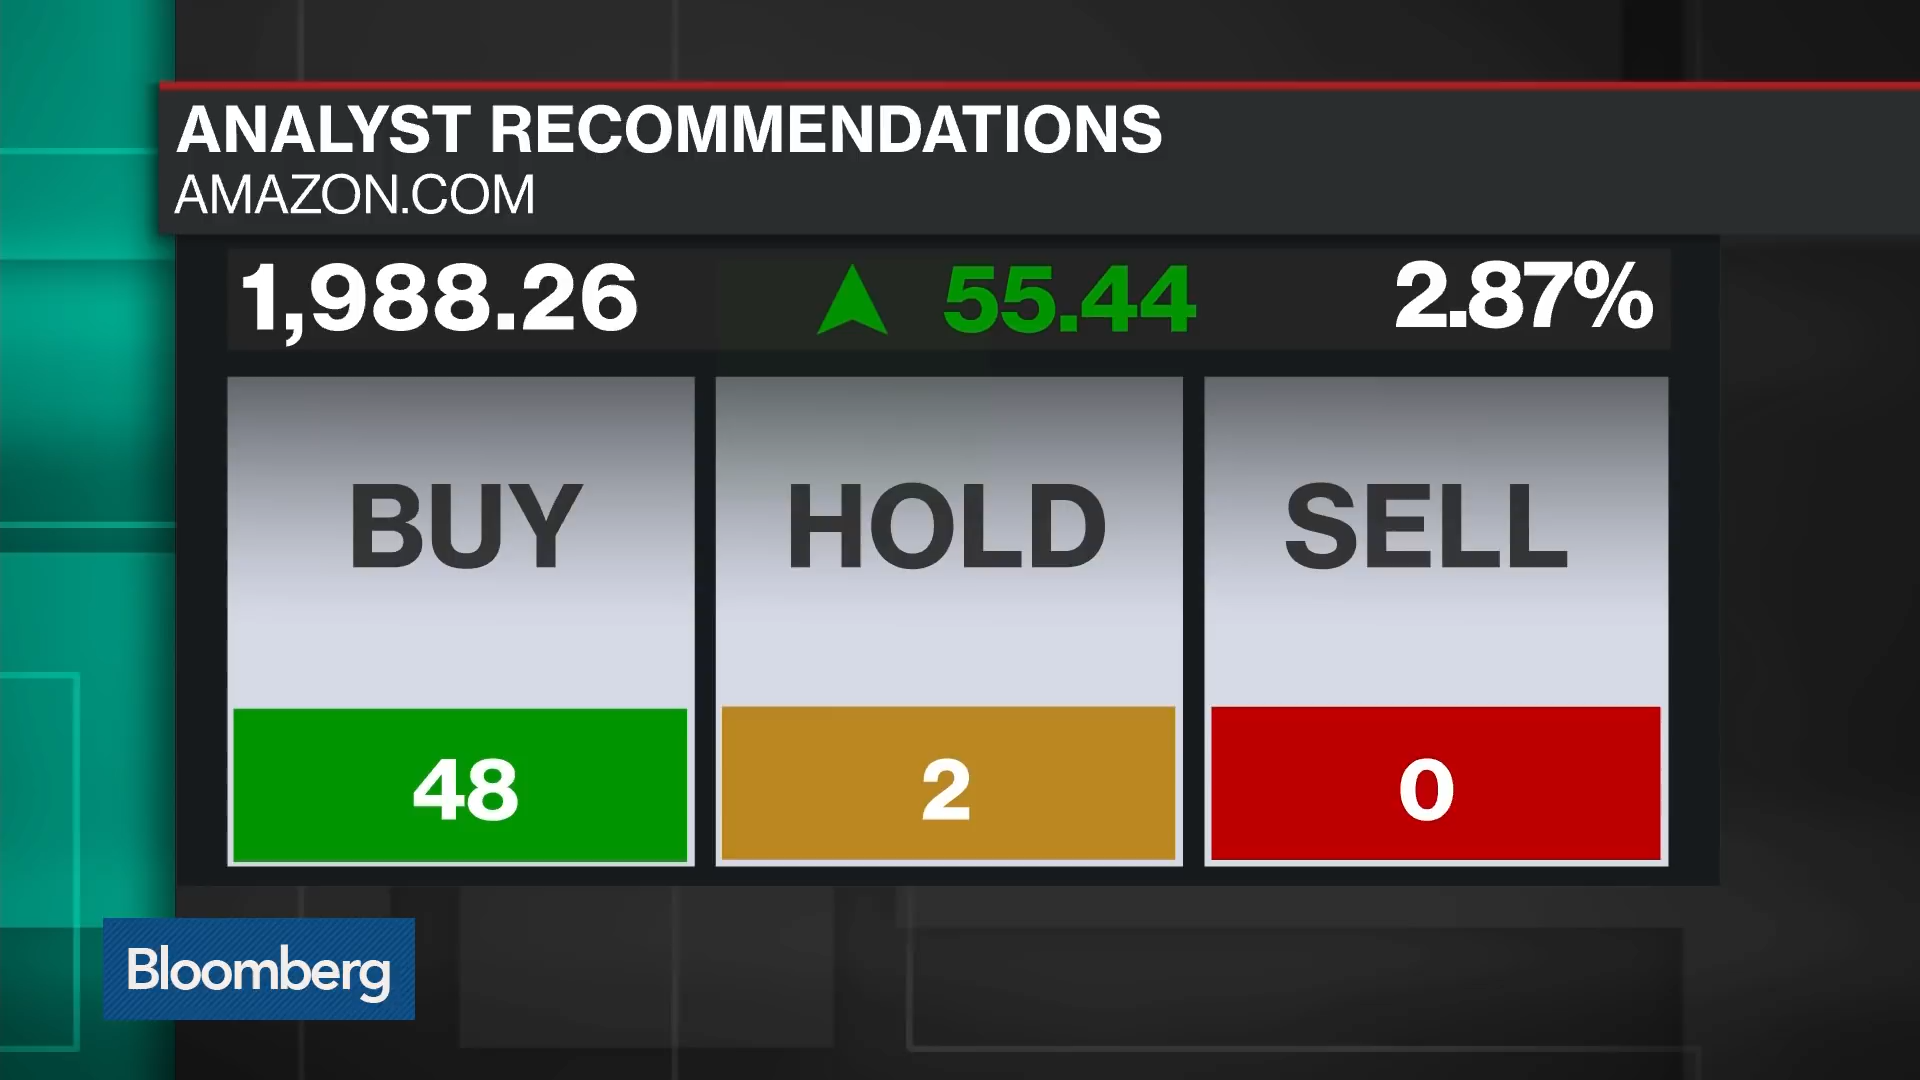 ANALYST RECOMMENDATIONS
AMAZON.COM
1,988.26 ▲ 55.44 2.87%
BUY HOLD SELL
48 2 0
Bloomberg